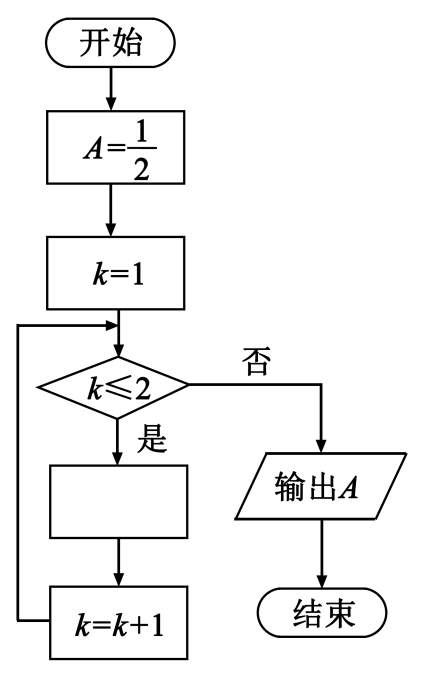 开始
A=1/2
k=1
k≤2
否
是
输出A
k=k+1
结束